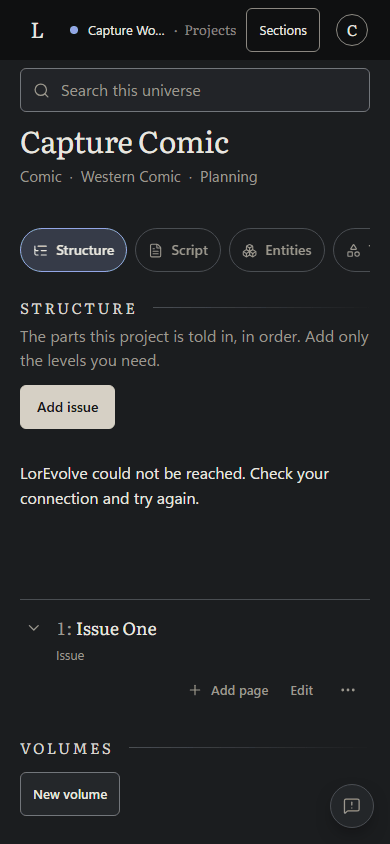 L
Capture Wo... · Projects
Sections
C
Search this universe
Capture Comic
Comic · Western Comic · Planning
Structure
Script
Entities
STRUCTURE
The parts this project is told in, in order. Add only
the levels you need.
Add issue
LorEvolve could not be reached. Check your
connection and try again.
1: Issue One
Issue
+ Add page
Edit
...
VOLUMES
New volume